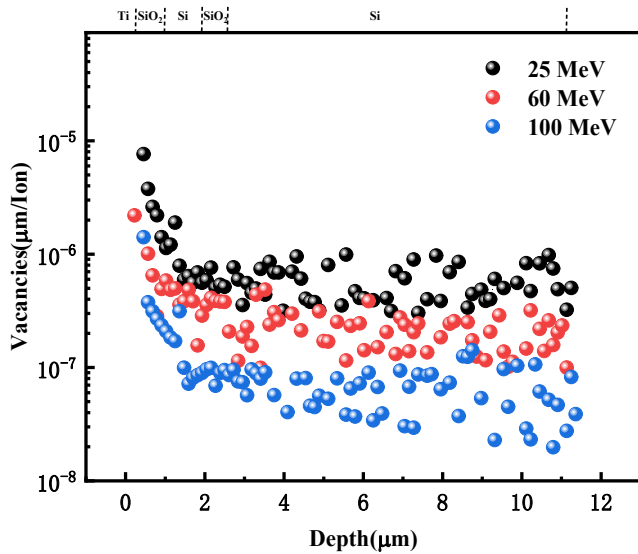 Ti SiO₂ Si SiO₂ Si
25 MeV
60 MeV
100 MeV
10⁻⁵
10⁻⁶
10⁻⁷
10⁻⁸
Vacancies(μm/Ion)
0 2 4 6 8 10 12
Depth(μm)